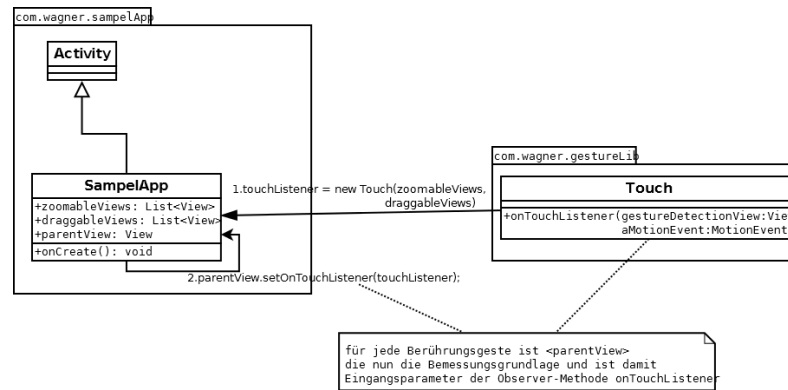 com.wagner.sampelApp
Activity
SampelApp
+zoomableViews: List<View>
+draggableViews: List<View>
+parentView: View
+onCreate(): void
1.touchListener = new Touch(zoomableViews,
draggableViews)
2.parentView.setOnTouchListener(touchListener);
com.wagner.gestureLib
Touch
+onTouchListener(gestureDetectionView:Vie
aMotionEvent:MotionEvent
für jede Berührungsgeste ist <parentView>
die nun die Bemessungsgrundlage und ist damit
Eingangsparameter der Observer-Methode onTouchListener